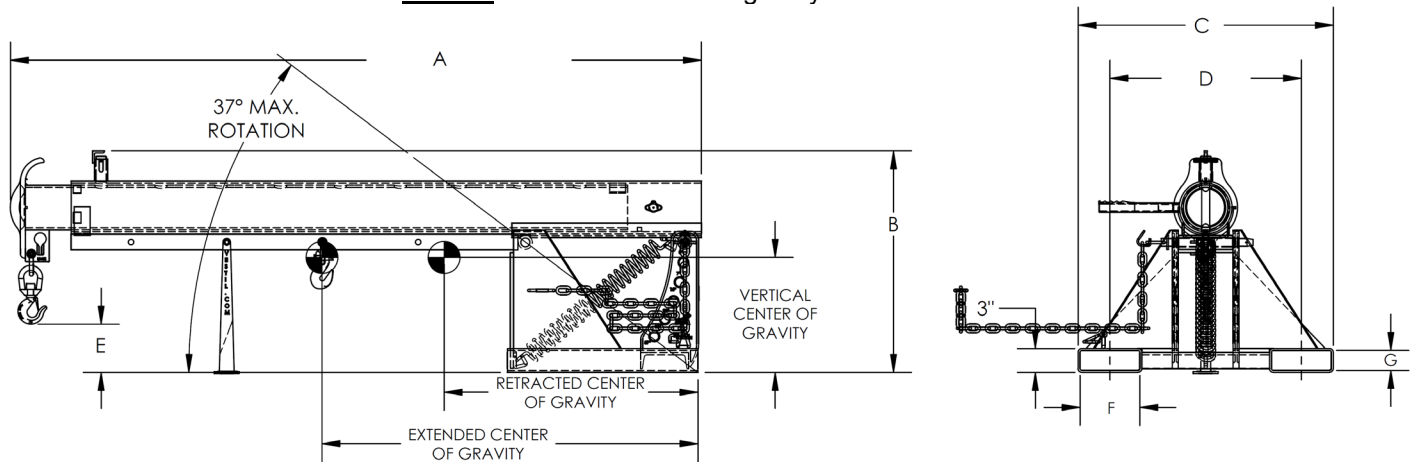 A
37° MAX.
ROTATION
B
VESTIL.COM
E
VERTICAL
CENTER OF
GRAVITY
RETRACTED CENTER
OF GRAVITY
EXTENDED CENTER
OF GRAVITY
C
D
3"
G
F